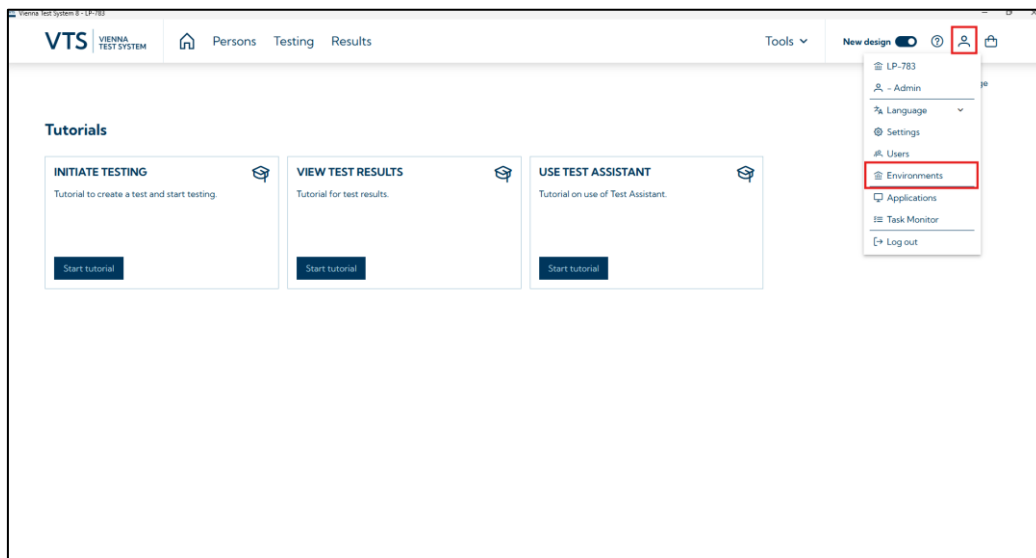 Vienna Test System 8 - LP-783
VTS VIENNA TEST SYSTEM
Persons Testing Results
Tools
New design
LP-783
- Admin
Language
Settings
Users
Environments
Applications
Task Monitor
Log out
Tutorials
INITIATE TESTING
Tutorial to create a test and start testing.
Start tutorial
VIEW TEST RESULTS
Tutorial for test results.
Start tutorial
USE TEST ASSISTANT
Tutorial on use of Test Assistant.
Start tutorial